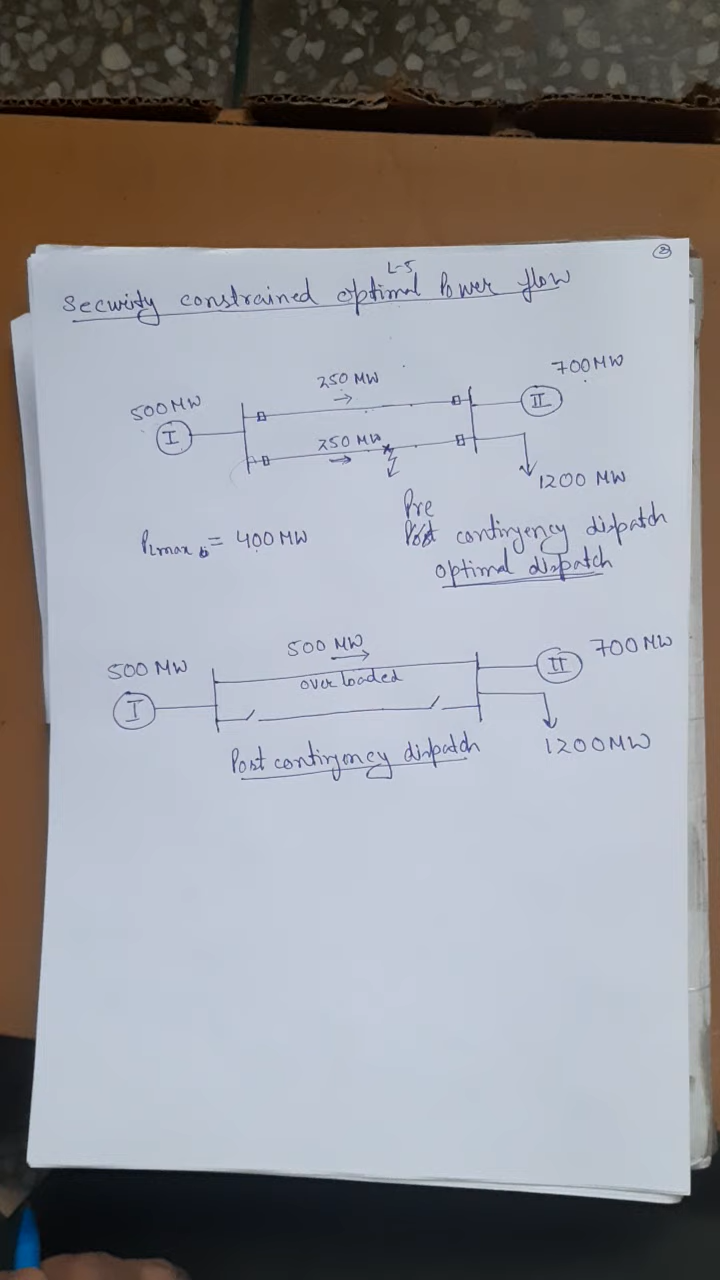 ②
L-5
Security constrained optimal Power flow
700 MW
250 MW
500 MW
II
I
250 MW
1200 MW
Pre
PLmax = 400 MW
Post contingency dispatch
optimal dispatch
500 MW
700 MW
500 MW
II
over loaded
I
1200 MW
Post contingency dispatch